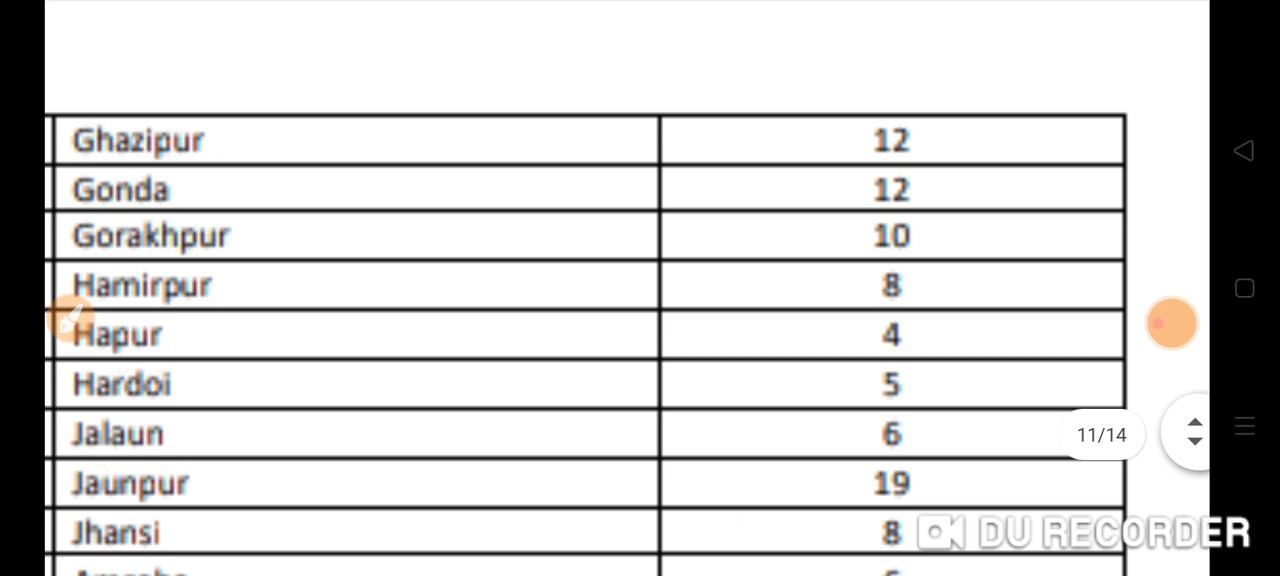 Ghazipur 12
Gonda 12
Gorakhpur 10
Hamirpur 8
Hapur 4
Hardoi 5
Jalaun 6
11/14
Jaunpur 19
Jhansi 8
DU RECORDER